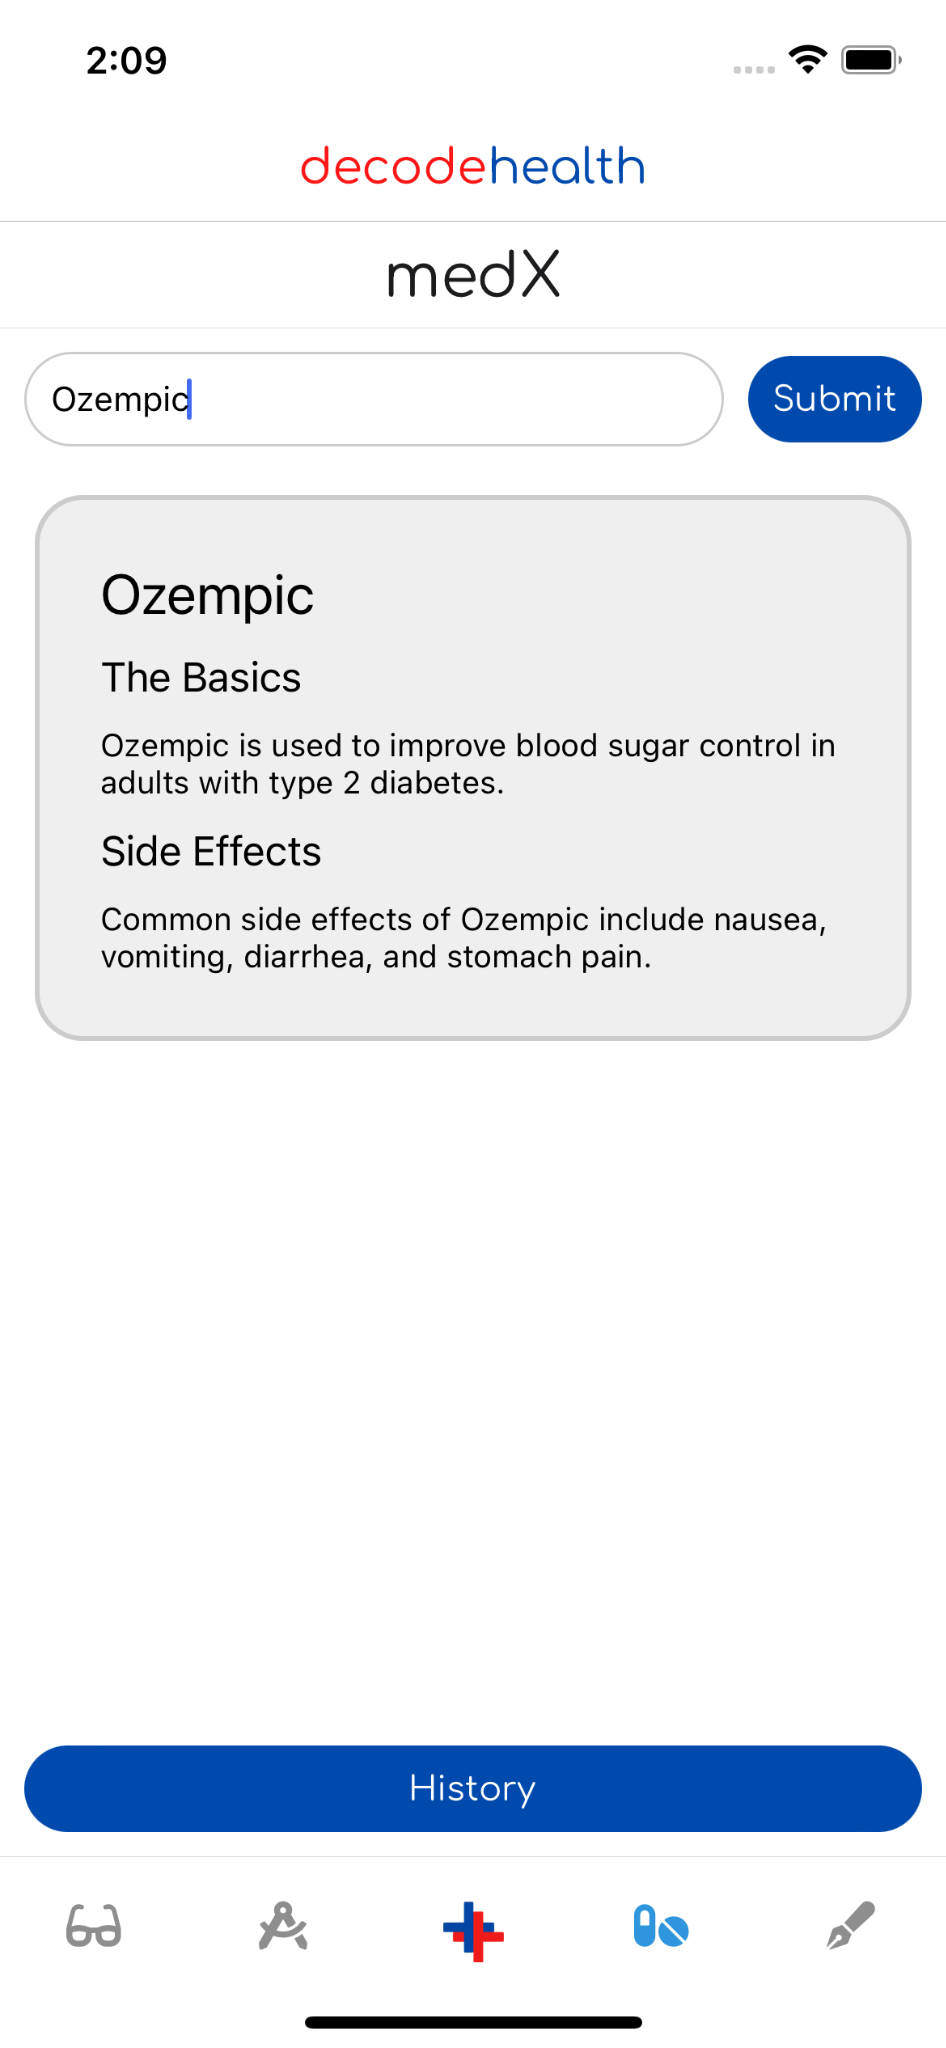 2:09
decodehealth
medX
Ozempic
Submit
Ozempic
The Basics
Ozempic is used to improve blood sugar control in
adults with type 2 diabetes.
Side Effects
Common side effects of Ozempic include nausea,
vomiting, diarrhea, and stomach pain.
History